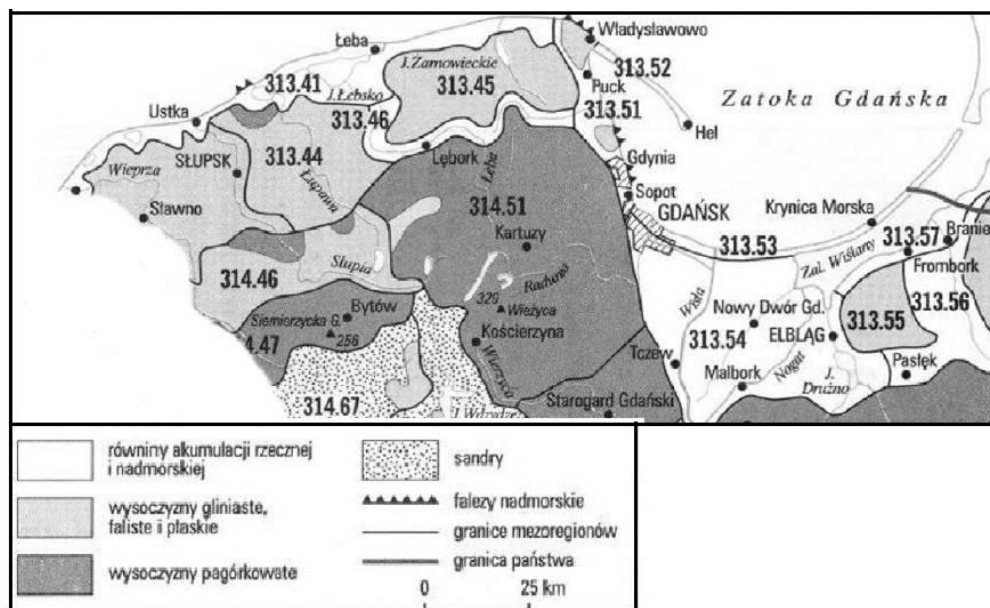 Władysławowo
Łeba
J. Żarnowieckie
313.52
313.45
313.41
Puck
J. Łebsko
Zatoka Gdańska
Ustka
313.46
313.51
Hel
SŁUPSK
313.44
Lębork
Łeba
Gdynia
Wieprza
Łupawa
Sopot
314.51
GDAŃSK
Krynica Morska
Sławno
Kartuzy
313.53
313.57
Branie
Zal. Wiślany
Słupia
Frombork
314.46
Radunia
Wisła
313.56
329
Bytów
Wieżyca
Nowy Dwór Gd.
313.55
Siemierzycka G.
256
Kościerzyna
ELBLĄG
4.47
313.54
Tczew
Nogat
Pasłęk
Wierzyca
Malbork
J. Drużno
314.67
J. Wdzydze
Starogard Gdański
równiny akumulacji rzecznej
i nadmorskiej
wysoczyzny gliniaste,
faliste i płaskie
wysoczyzny pagórkowate
sandry
falezy nadmorskie
granice mezoregionów
granica państwa
0 25 km